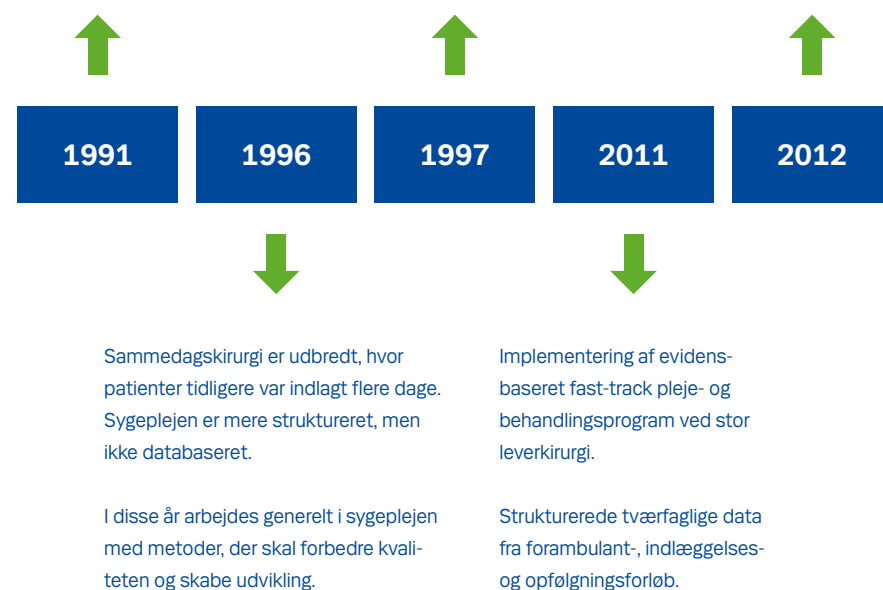 1991
1996
1997
2011
2012
Sammedagskirurgi er udbredt, hvor
patienter tidligere var indlagt flere dage.
Sygeplejen er mere struktureret, men
ikke databaseret.
I disse år arbejdes generelt i sygeplejen
med metoder, der skal forbedre kvali-
teten og skabe udvikling.
Implementering af evidens-
baseret fast-track pleje- og
behandlingsprogram ved stor
leverkirurgi.
Strukturerede tværfaglige data
fra forambulant-, indlæggelses-
og opfølgningsforløb.